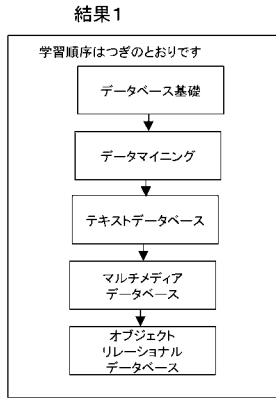 結果1
学習順序はつぎのとおりです
データベース基礎
データマイニング
テキストデータベース
マルチメディア
データベース
オブジェクト
リレーショナル
データベース